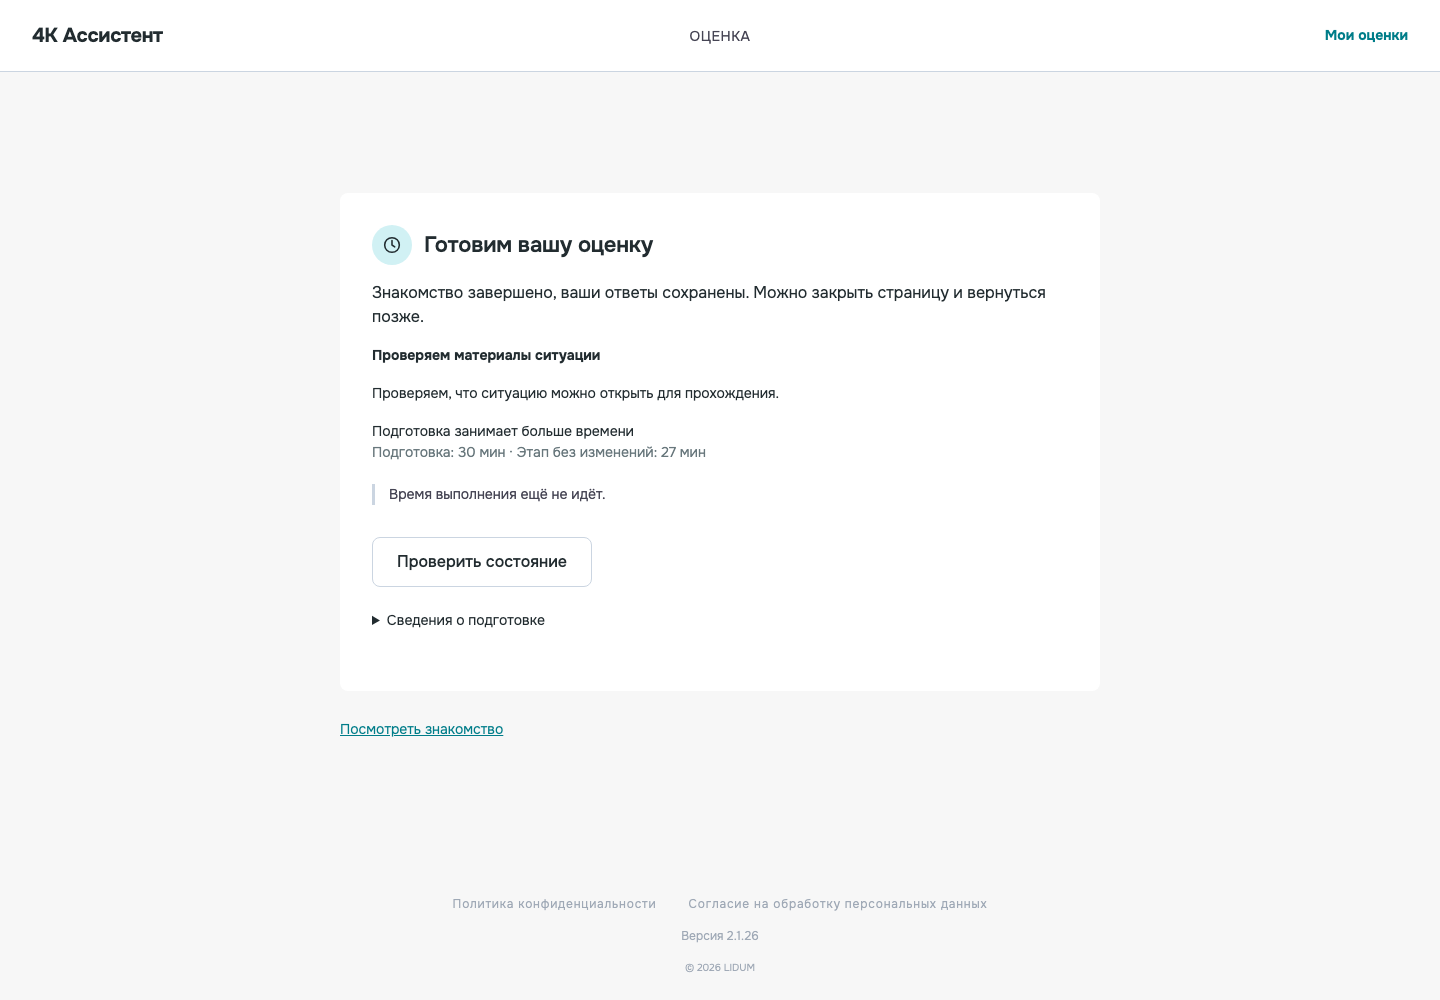 4K Ассистент
ОЦЕНКА
Мои оценки
Готовим вашу оценку
Знакомство завершено, ваши ответы сохранены. Можно закрыть страницу и вернуться
позже.
Проверяем материалы ситуации
Проверяем, что ситуацию можно открыть для прохождения.
Подготовка занимает больше времени
Подготовка: 30 мин · Этап без изменений: 27 мин
Время выполнения ещё не идёт.
Проверить состояние
Сведения о подготовке
Посмотреть знакомство
Политика конфиденциальности
Согласие на обработку персональных данных
Версия 2.1.26
© 2026 LIDUM